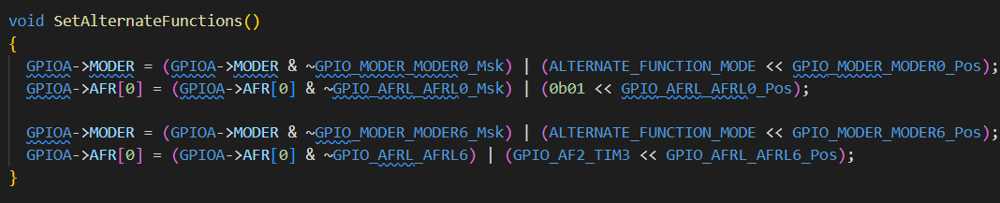 void SetAlternateFunctions()
{
  GPIOA->MODER = (GPIOA->MODER & ~GPIO_MODER_MODER0_Msk) | (ALTERNATE_FUNCTION_MODE << GPIO_MODER_MODER0_Pos);
  GPIOA->AFR[0] = (GPIOA->AFR[0] & ~GPIO_AFRL_AFRL0_Msk) | (0b01 << GPIO_AFRL_AFRL0_Pos);

  GPIOA->MODER = (GPIOA->MODER & ~GPIO_MODER_MODER6_Msk) | (ALTERNATE_FUNCTION_MODE << GPIO_MODER_MODER6_Pos);
  GPIOA->AFR[0] = (GPIOA->AFR[0] & ~GPIO_AFRL_AFRL6) | (GPIO_AF2_TIM3 << GPIO_AFRL_AFRL6_Pos);
}